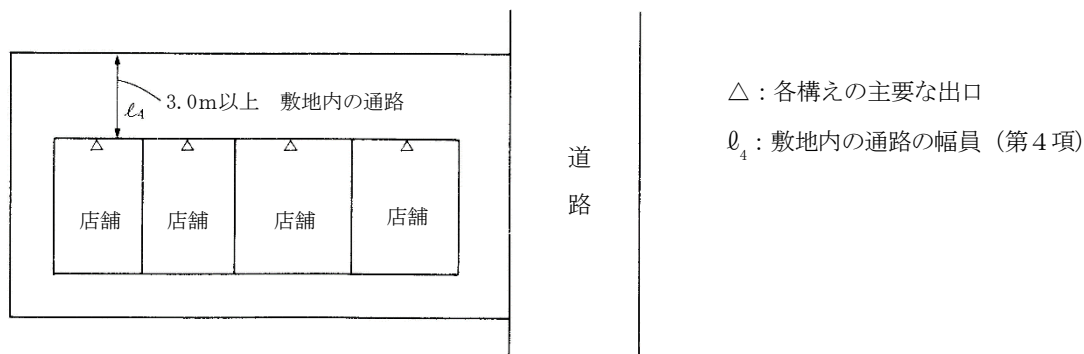 ℓ₄
3.0m以上 敷地内の通路
店舗
店舗
店舗
店舗
道
路
△：各構えの主要な出口
ℓ₄：敷地内の通路の幅員（第４項）